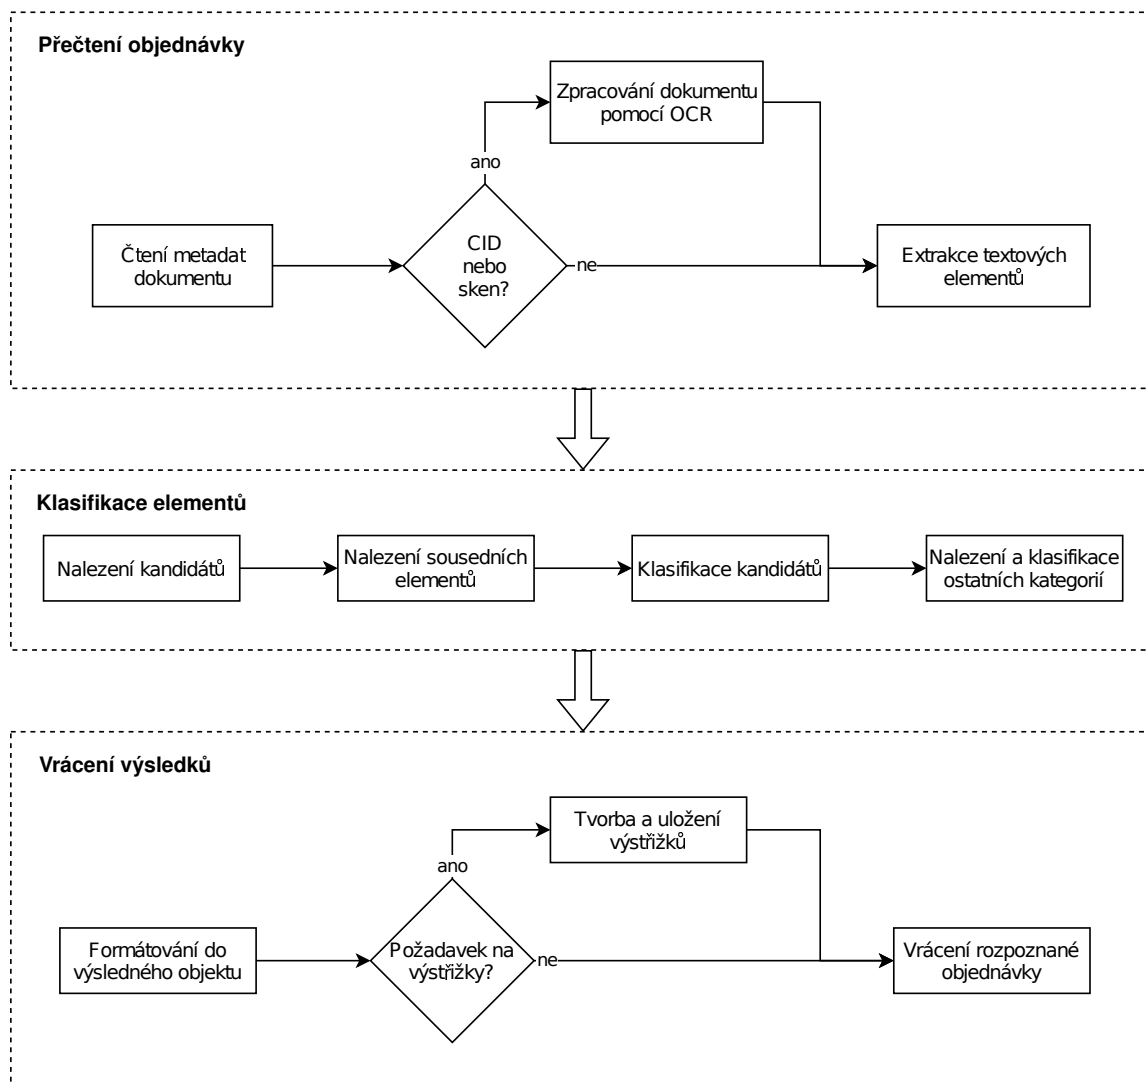 Přečtení objednávky
Zpracování dokumentu
pomocí OCR
ano
Čtení metadat
dokumentu
CID
nebo
sken?
ne
Extrakce textových
elementů
Klasifikace elementů
Nalezení kandidátů
Nalezení sousedních
elementů
Klasifikace kandidátů
Nalezení a klasifikace
ostatních kategorií
Vrácení výsledků
Tvorba a uložení
výstřižků
ano
Formátování do
výsledného objektu
Požadavek na
výstřižky?
ne
Vrácení rozpoznané
objednávky